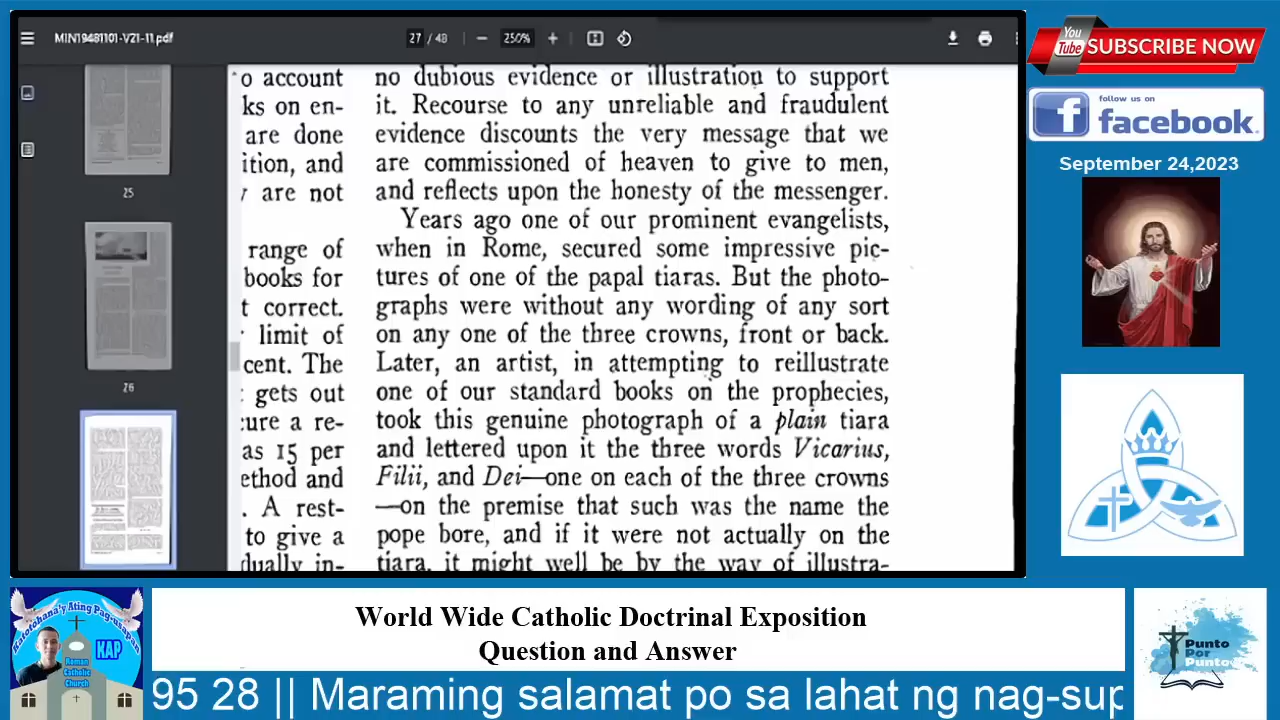 MIN19481101-V21-11.pdf
27 / 48
250%
25
26
o account
ks on en-
are done
ition, and
are not
range of
books for
t correct.
limit of
cent. The
gets out
cure a re-
as 15 per
ethod and
. A rest-
to give a
dually in-
no dubious evidence or illustration to support
it. Recourse to any unreliable and fraudulent
evidence discounts the very message that we
are commissioned of heaven to give to men,
and reflects upon the honesty of the messenger.
Years ago one of our prominent evangelists,
when in Rome, secured some impressive pic-
tures of one of the papal tiaras. But the photo-
graphs were without any wording of any sort
on any one of the three crowns, front or back.
Later, an artist, in attempting to reillustrate
one of our standard books on the prophecies,
took this genuine photograph of a plain tiara
and lettered upon it the three words Vicarius,
Filii, and Dei—one on each of the three crowns
—on the premise that such was the name the
pope bore, and if it were not actually on the
tiara, it might well be by the way of illustra-
You Tube SUBSCRIBE NOW
follow us on
facebook
September 24,2023
Katotohana'y Ating Pag-usapan
KAP
Roman
Catholic
Church
World Wide Catholic Doctrinal Exposition
Question and Answer
Punto
Por
Punto
95 28 || Maraming salamat po sa lahat ng nag-sup